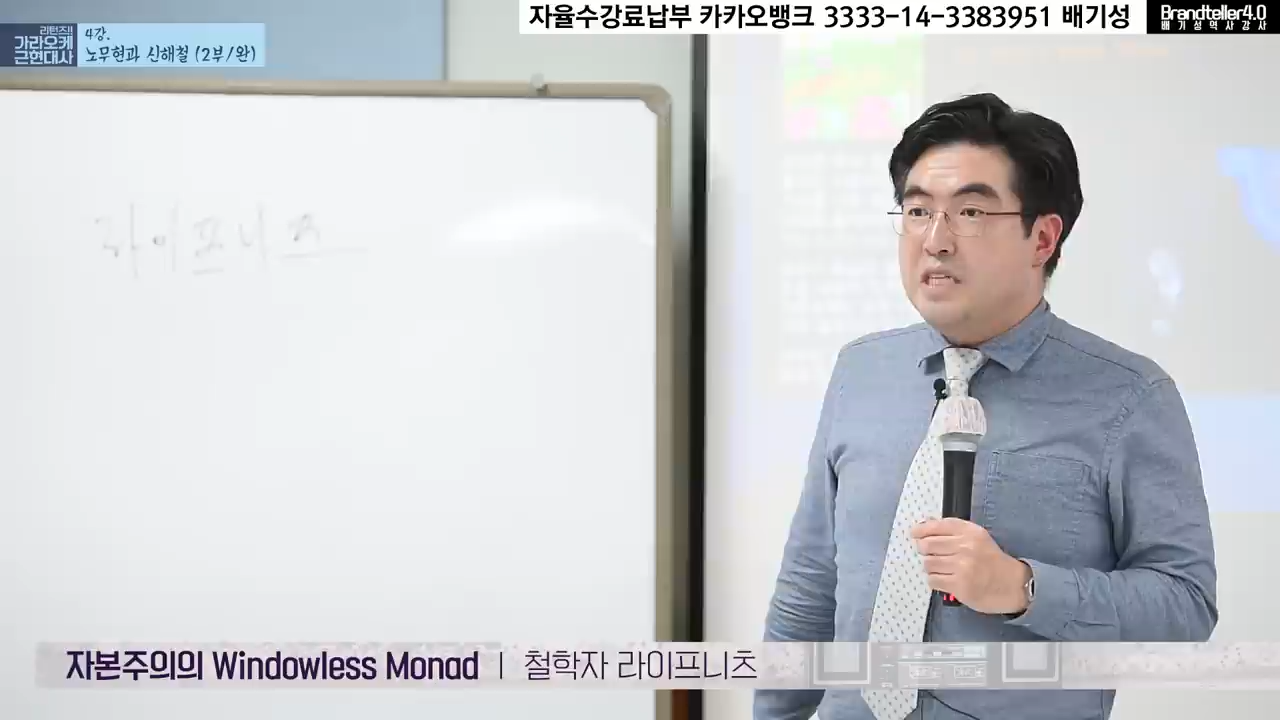 자율수강료납부 카카오뱅크 3333-14-3383951 배기성
Brandteller4.0
배기성역사강사
리턴즈!!
가라오케
근현대사
4강.
노무현과 신해철 (2부/완)
라이프니츠
자본주의의 Windowless Monad | 철학자 라이프니츠